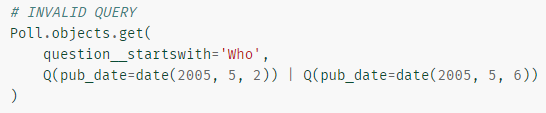 # INVALID QUERY
Poll.objects.get(
    question__startswith='Who',
    Q(pub_date=date(2005, 5, 2)) | Q(pub_date=date(2005, 5, 6))
)